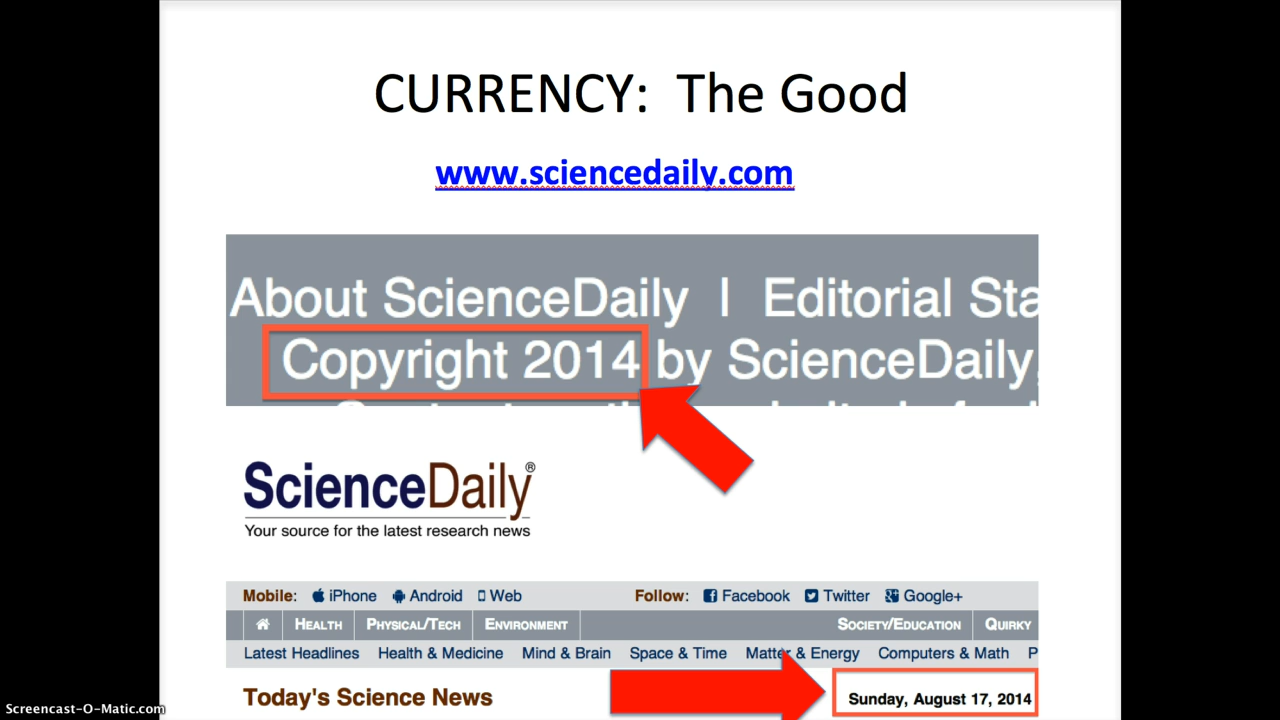 CURRENCY: The Good
www.sciencedaily.com
About ScienceDaily | Editorial Sta
Copyright 2014 by ScienceDaily,
ScienceDaily®
Your source for the latest research news
Mobile: iPhone Android Web Follow: Facebook Twitter Google+
HEALTH PHYSICAL/TECH ENVIRONMENT SOCIETY/EDUCATION QUIRKY
Latest Headlines Health & Medicine Mind & Brain Space & Time Matter & Energy Computers & Math P
Today's Science News Sunday, August 17, 2014
Screencast-O-Matic.com